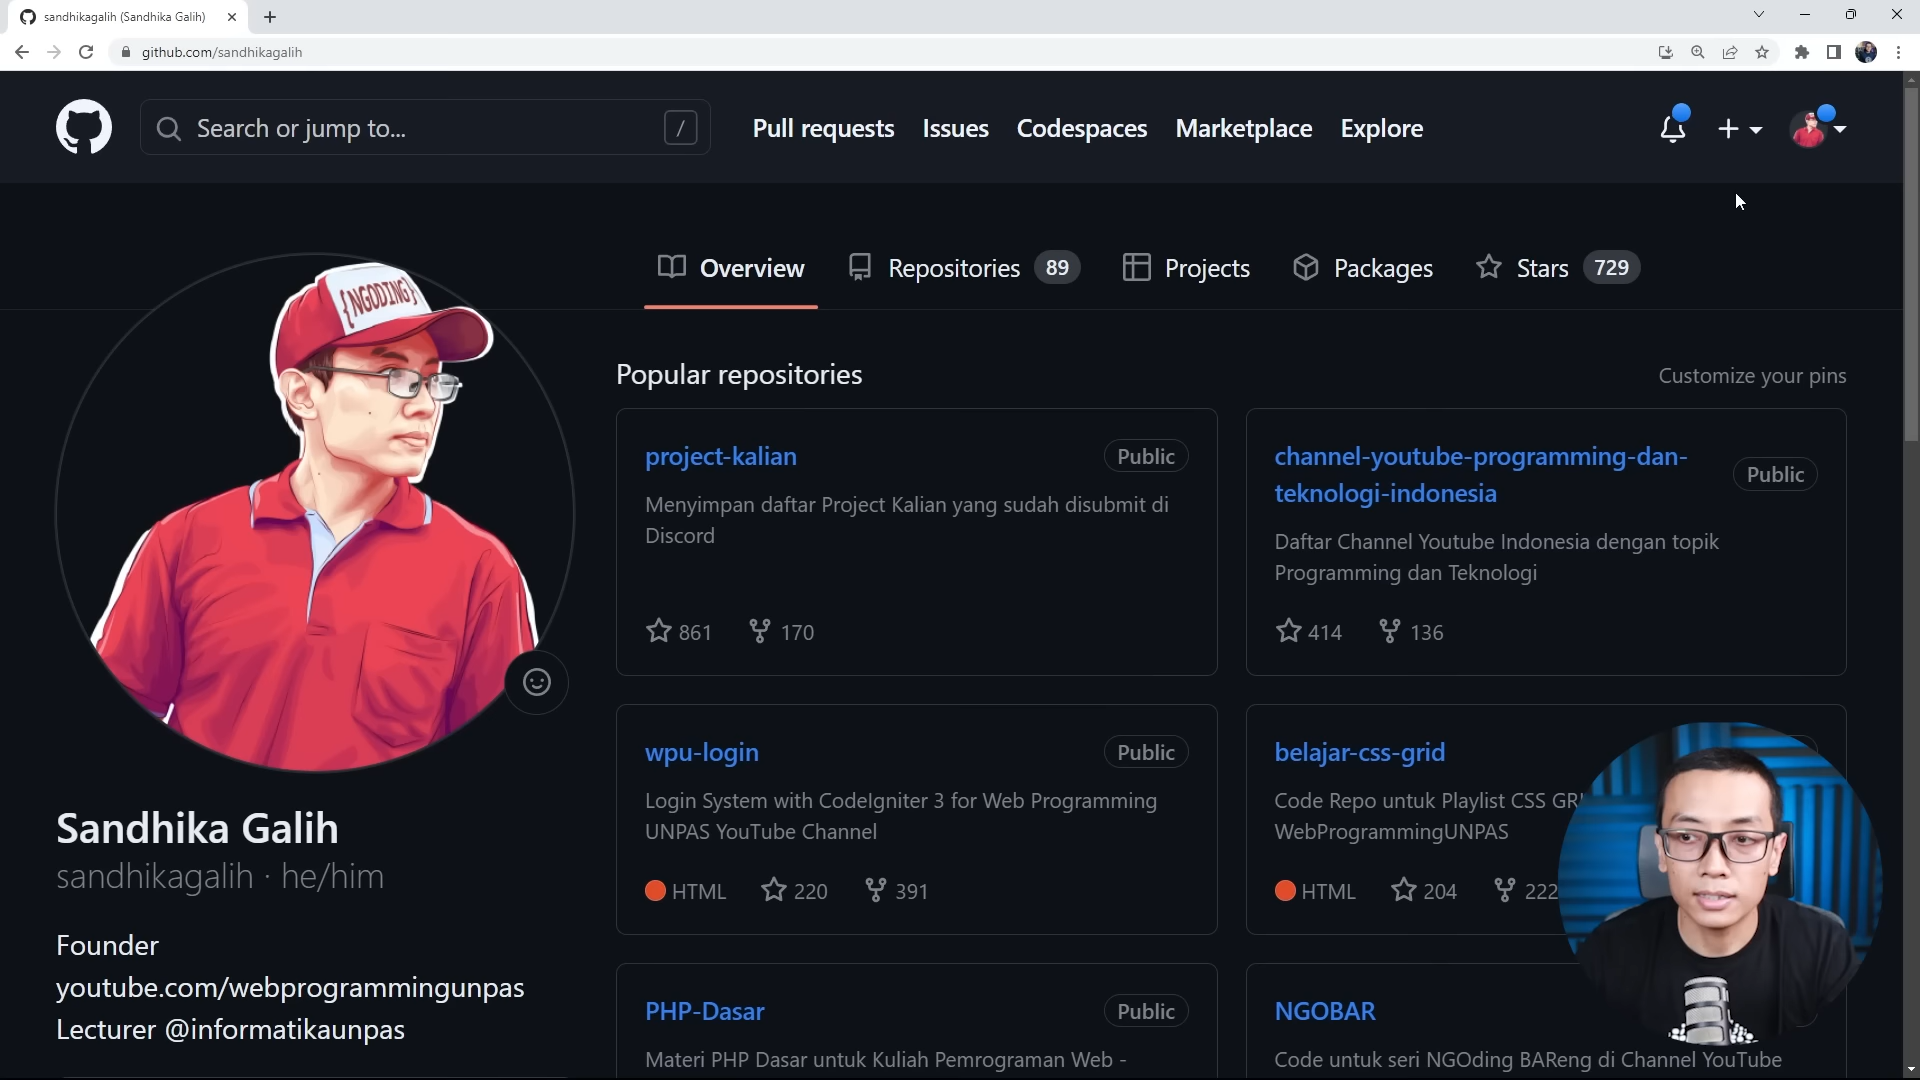 sandhikagalih (Sandhika Galih)
github.com/sandhikagalih
Search or jump to...
/
Pull requests
Issues
Codespaces
Marketplace
Explore
Overview
Repositories 89
Projects
Packages
Stars 729
{NGODING}
Popular repositories
Customize your pins
project-kalian
Public
Menyimpan daftar Project Kalian yang sudah disubmit di
Discord
861
170
channel-youtube-programming-dan-
teknologi-indonesia
Public
Daftar Channel Youtube Indonesia dengan topik
Programming dan Teknologi
414
136
wpu-login
Public
Login System with CodeIgniter 3 for Web Programming
UNPAS YouTube Channel
HTML
220
391
belajar-css-grid
Code Repo untuk Playlist CSS
WebProgrammingUNPAS
HTML
204
222
Sandhika Galih
sandhikagalih · he/him
Founder
youtube.com/webprogrammingunpas
Lecturer @informatikaunpas
PHP-Dasar
Public
Materi PHP Dasar untuk Kuliah Pemrograman Web -
NGOBAR
Code untuk seri NGOding BAReng di Channel YouTube